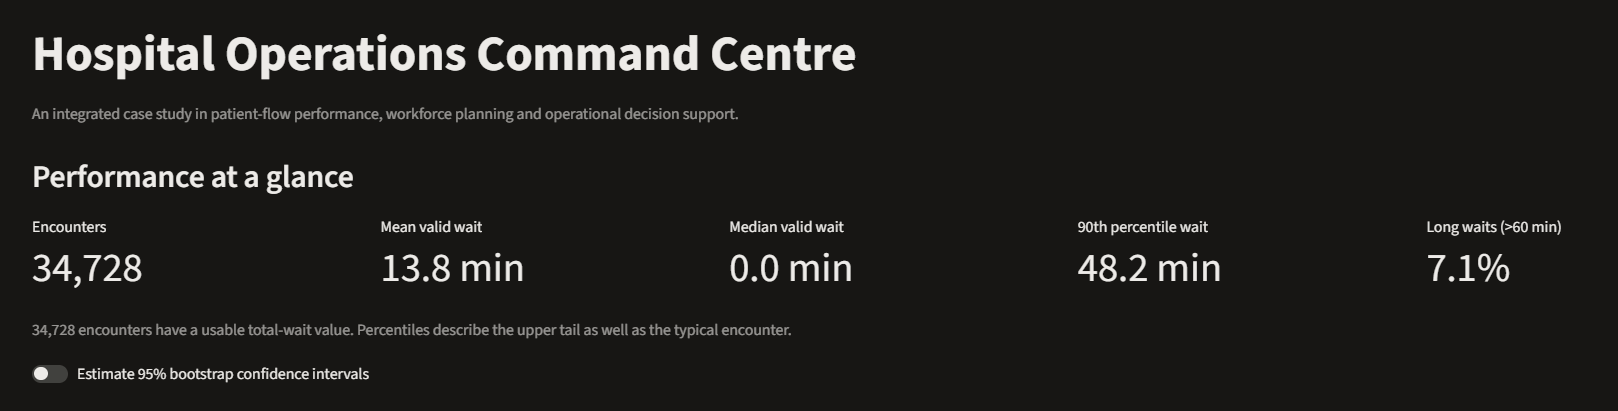 Hospital Operations Command Centre
An integrated case study in patient-flow performance, workforce planning and operational decision support.
Performance at a glance
Encounters
34,728
Mean valid wait
13.8 min
Median valid wait
0.0 min
90th percentile wait
48.2 min
Long waits (>60 min)
7.1%
34,728 encounters have a usable total-wait value. Percentiles describe the upper tail as well as the typical encounter.
Estimate 95% bootstrap confidence intervals